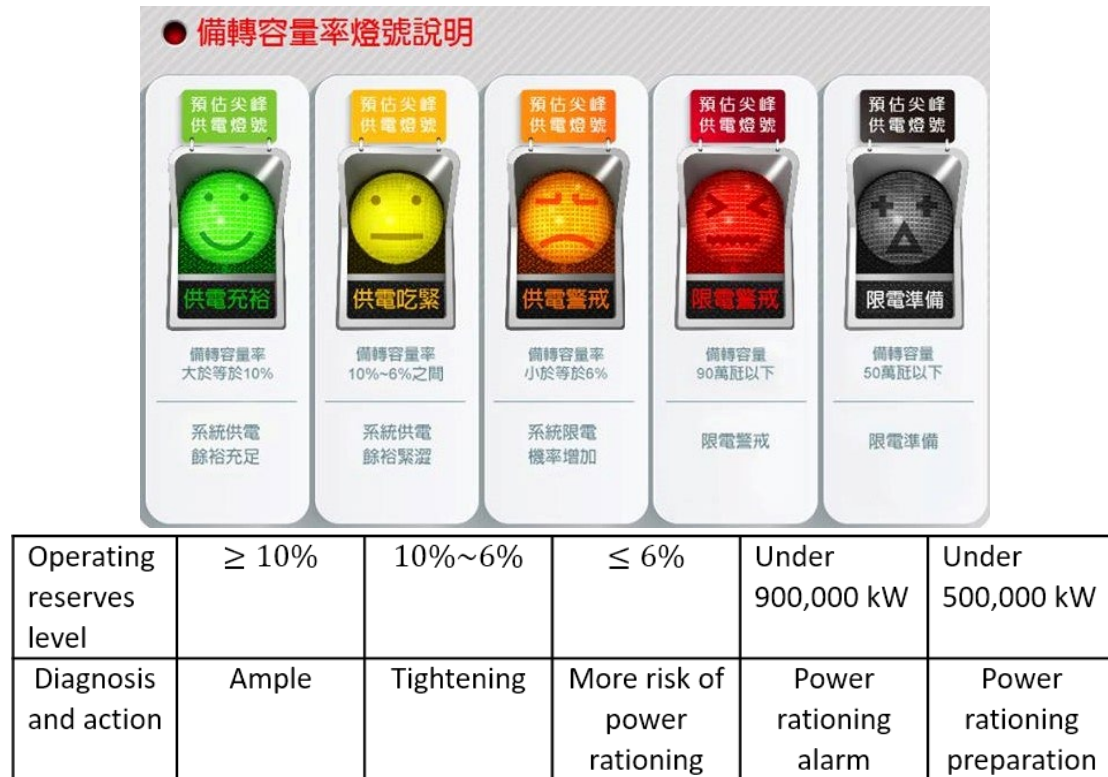 備轉容量率燈號說明
預估尖峰
供電燈號
供電充裕
備轉容量率
大於等於10%
系統供電
餘裕充足
預估尖峰
供電燈號
供電吃緊
備轉容量率
10%~6%之間
系統供電
餘裕緊澀
預估尖峰
供電燈號
供電警戒
備轉容量率
小於等於6%
系統限電
機率增加
預估尖峰
供電燈號
限電警戒
備轉容量
90萬瓩以下
限電警戒
預估尖峰
供電燈號
限電準備
備轉容量
50萬瓩以下
限電準備
Operating
reserves
level
≥ 10%
10%~6%
≤ 6%
Under
900,000 kW
Under
500,000 kW
Diagnosis
and action
Ample
Tightening
More risk of
power
rationing
Power
rationing
alarm
Power
rationing
preparation